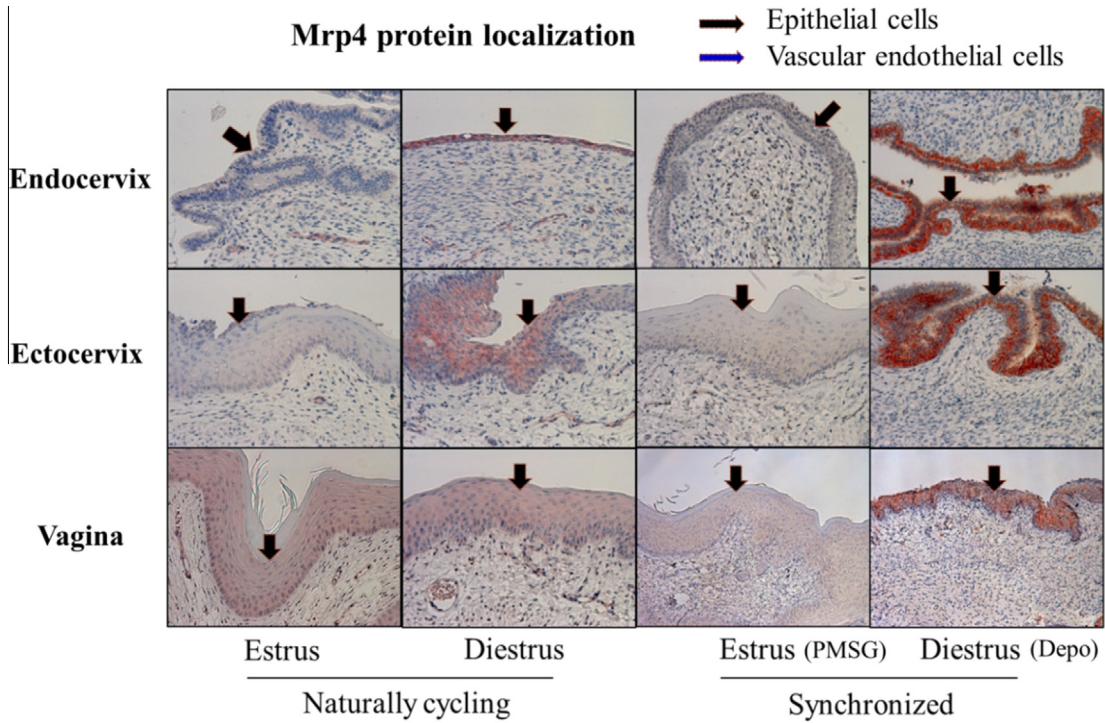 Mrp4 protein localization
Epithelial cells
Vascular endothelial cells
Endocervix
Ectocervix
Vagina
Estrus
Diestrus
Estrus (PMSG)
Diestrus (Depo)
Naturally cycling
Synchronized